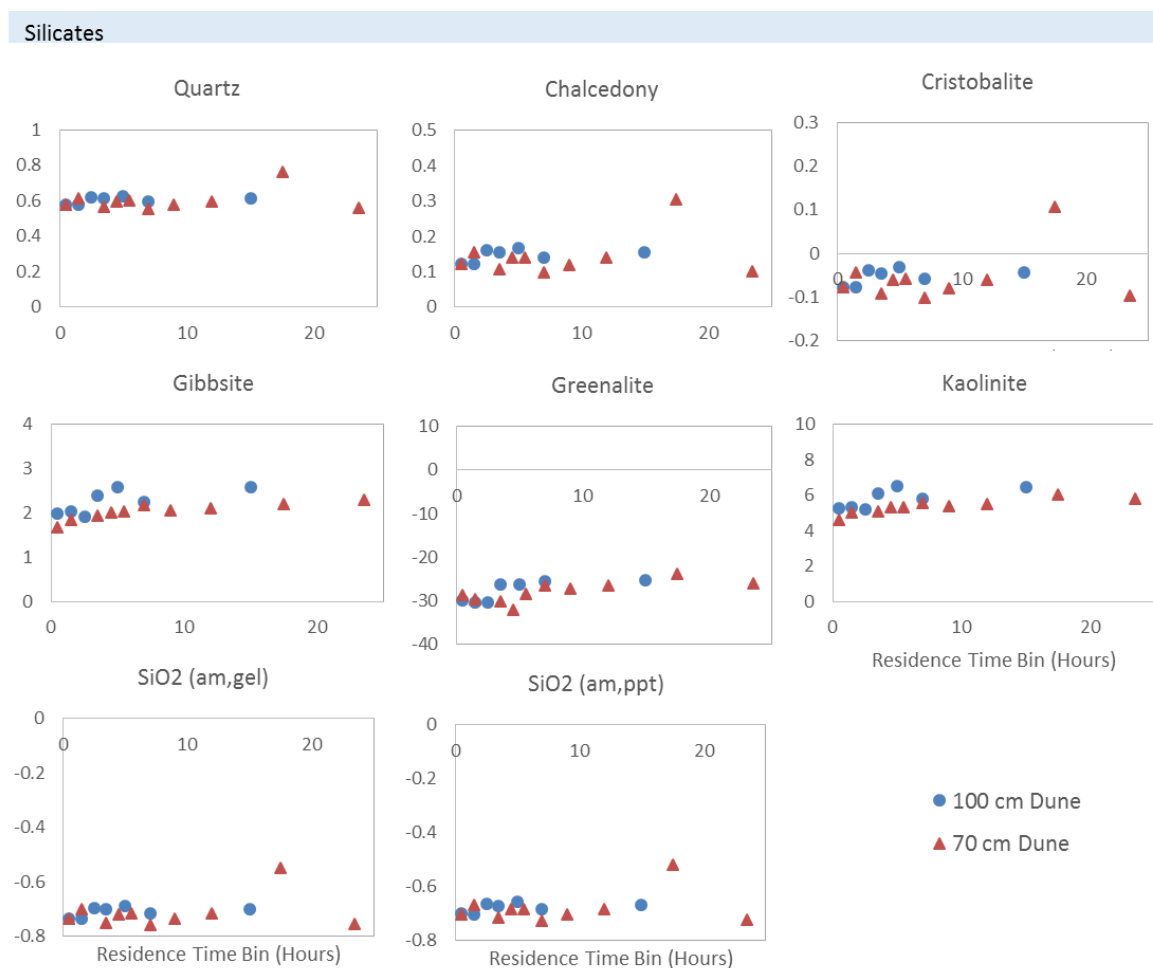 Silicates
Quartz
1
0.8
0.6
0.4
0.2
0
0 10 20
Chalcedony
0.5
0.4
0.3
0.2
0.1
0
0 10 20
Cristobalite
0.3
0.2
0.1
0
-0.1
-0.2
0 10 20
Gibbsite
4
3
2
1
0
0 10 20
Greenalite
10
0
-10
-20
-30
-40
0 10 20
Kaolinite
10
8
6
4
2
0
0 10 20
Residence Time Bin (Hours)
SiO2 (am,gel)
0
-0.2
-0.4
-0.6
-0.8
0 10 20
Residence Time Bin (Hours)
SiO2 (am,ppt)
0
-0.2
-0.4
-0.6
-0.8
0 10 20
Residence Time Bin (Hours)
100 cm Dune
70 cm Dune